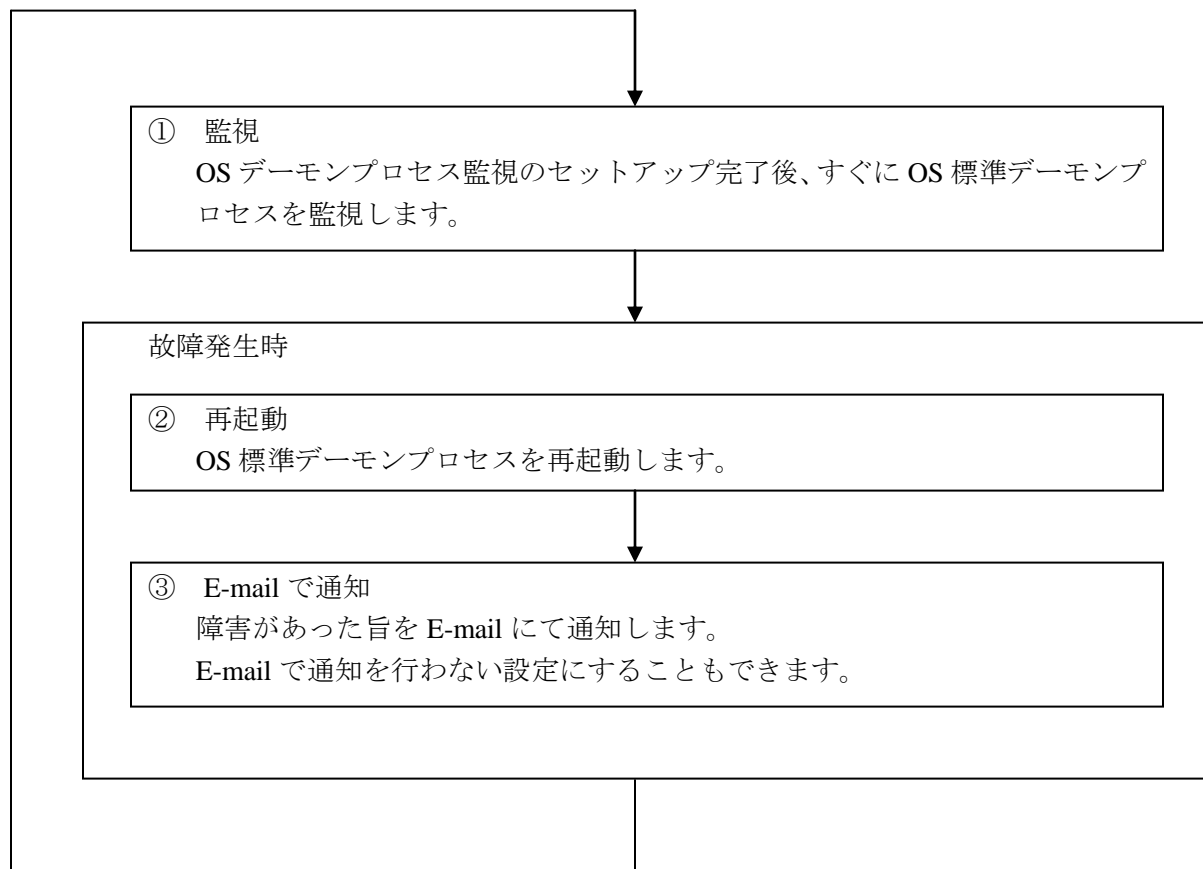 ① 監視
OS デーモンプロセス監視のセットアップ完了後、すぐに OS 標準デーモンプ
ロセスを監視します。
故障発生時
② 再起動
OS 標準デーモンプロセスを再起動します。
③ E-mail で通知
障害があった旨を E-mail にて通知します。
E-mail で通知を行わない設定にすることもできます。